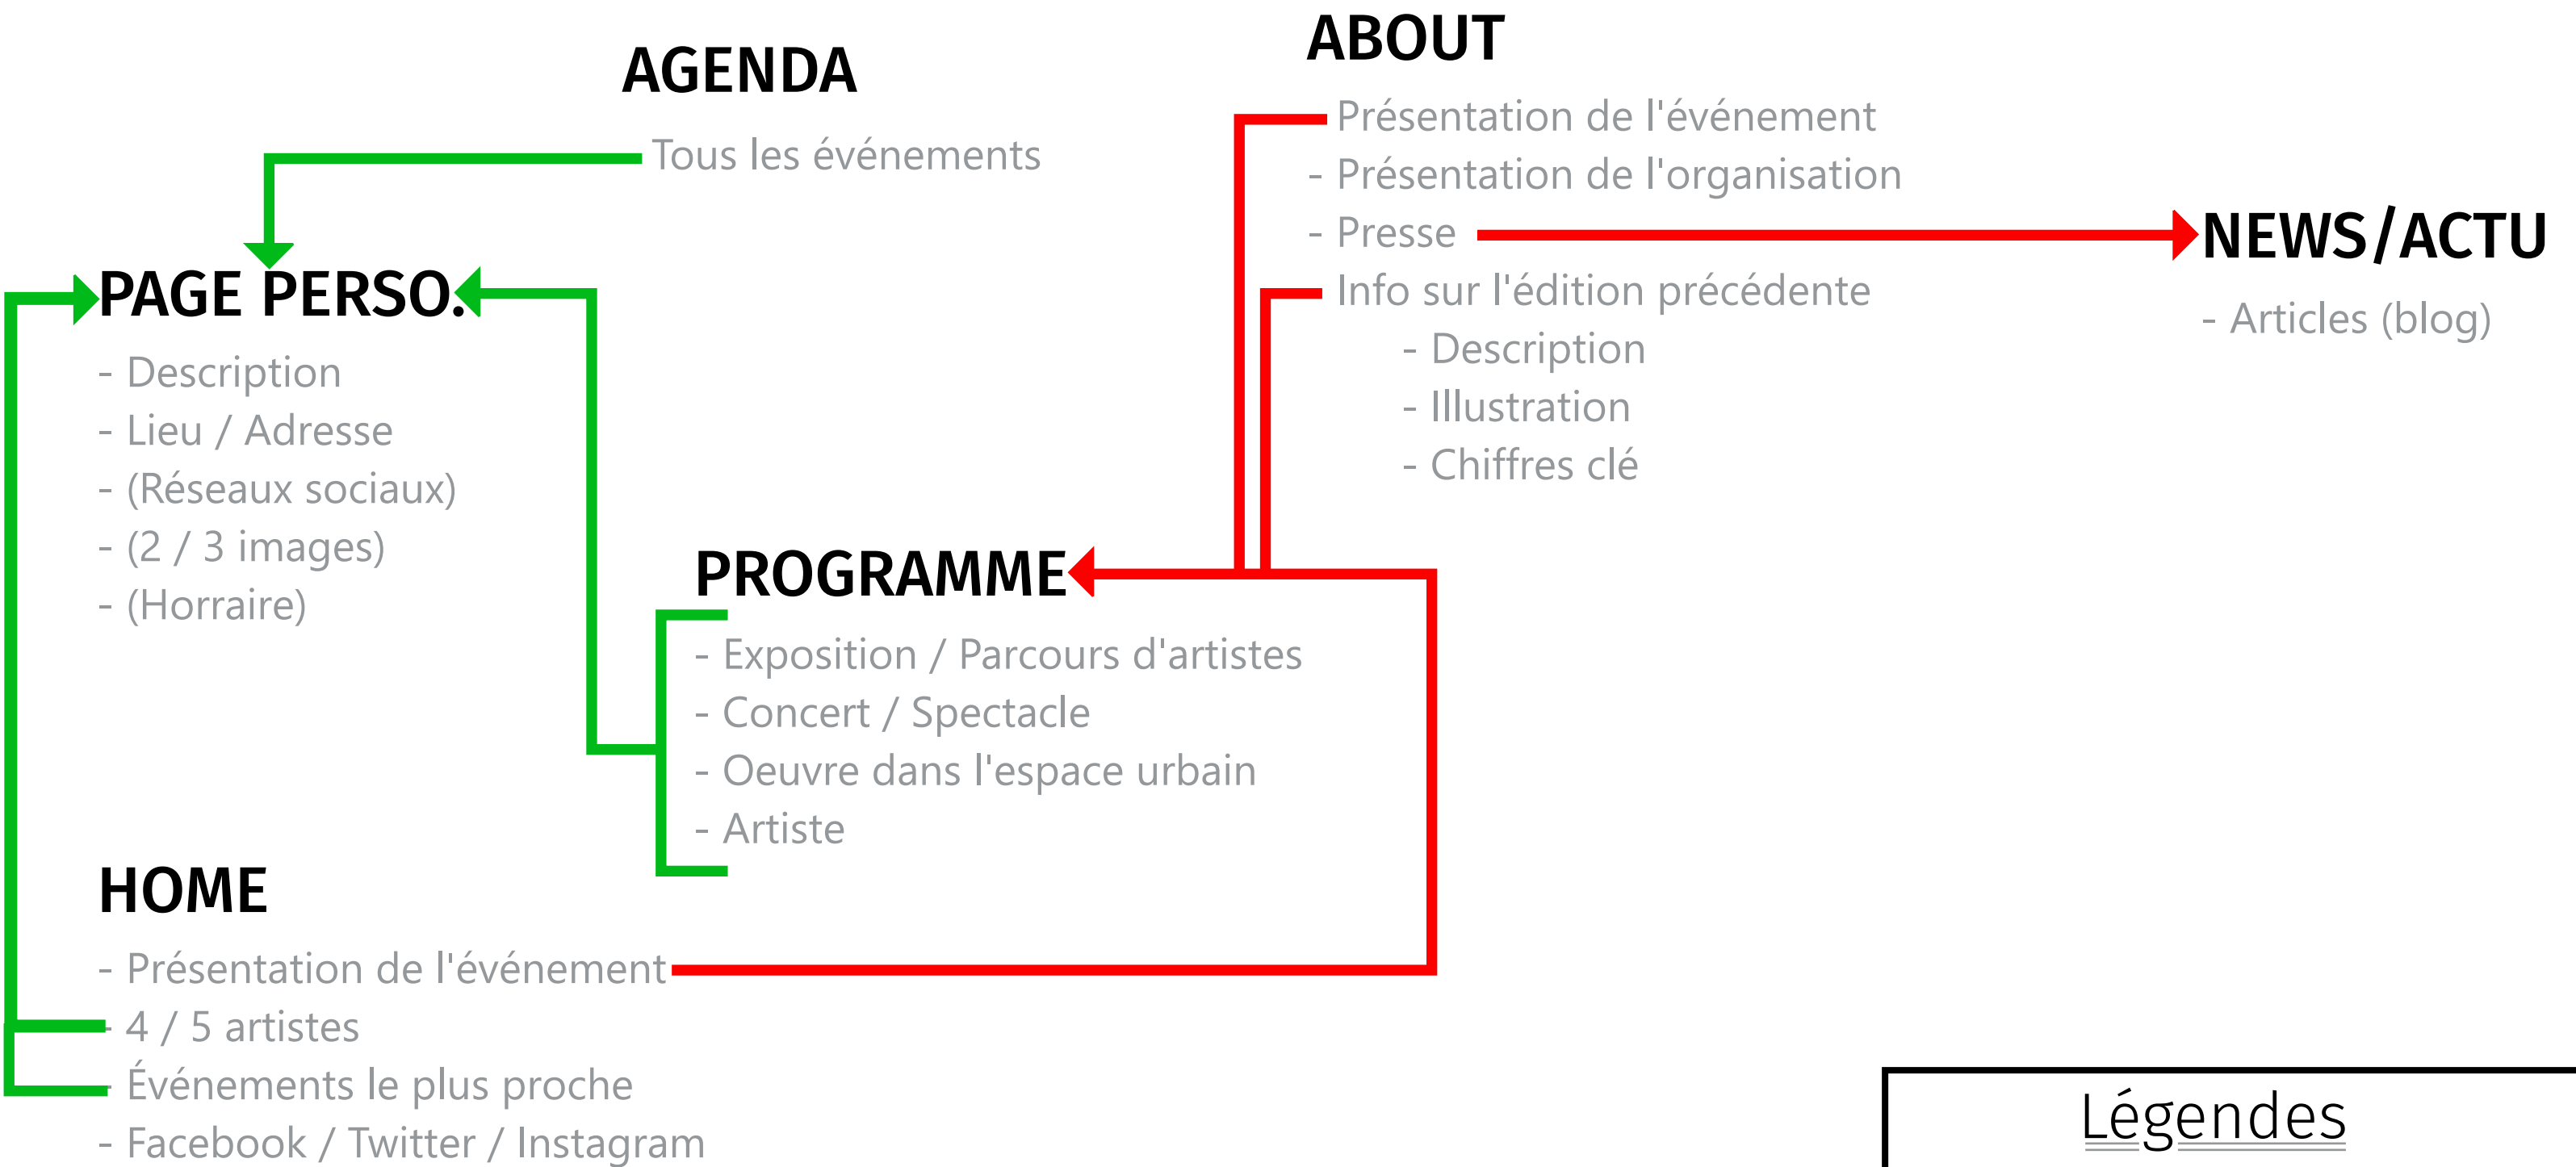 AGENDA
Tous les événements
ABOUT
Présentation de l'événement
- Présentation de l'organisation
- Presse
Info sur l'édition précédente
- Description
- Illustration
- Chiffres clé
NEWS/ACTU
- Articles (blog)
PAGE PERSO.
- Description
- Lieu / Adresse
- (Réseaux sociaux)
- (2 / 3 images)
- (Horraire)
PROGRAMME
- Exposition / Parcours d'artistes
- Concert / Spectacle
- Oeuvre dans l'espace urbain
- Artiste
HOME
- Présentation de l'événement
- 4 / 5 artistes
- Événements le plus proche
- Facebook / Twitter / Instagram
Légendes